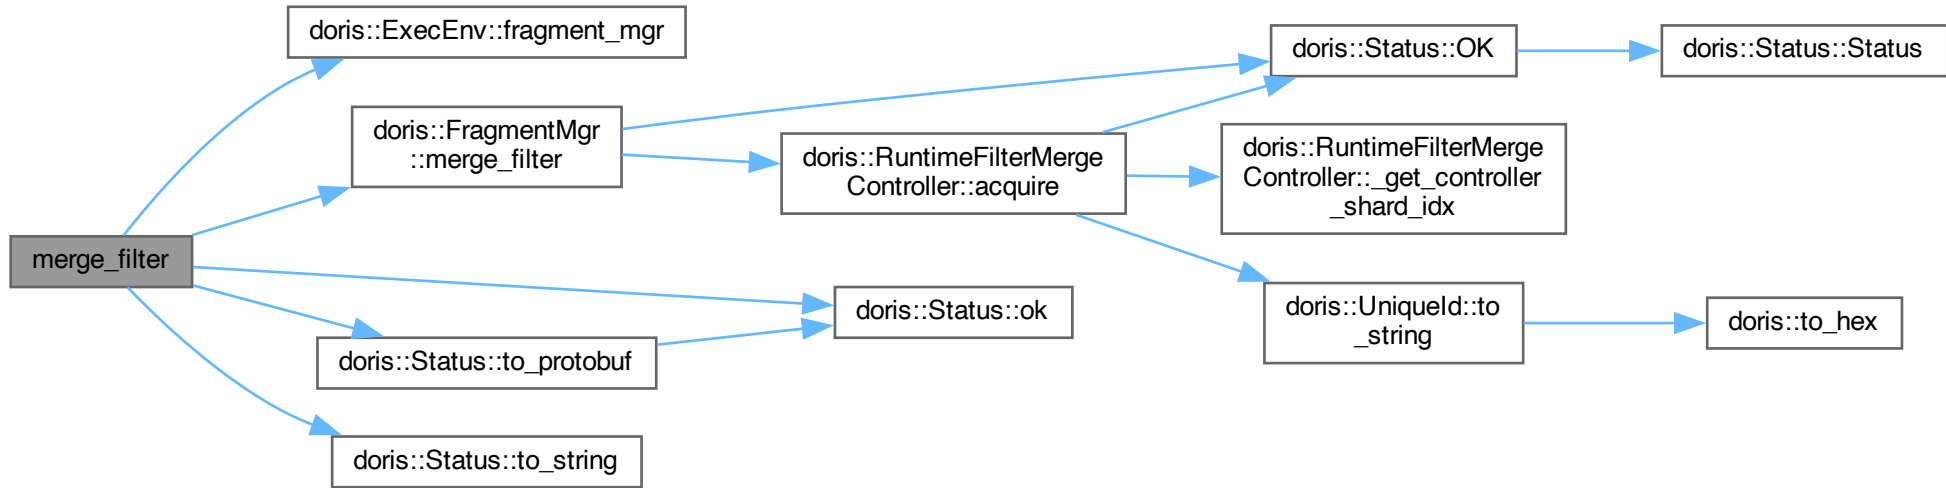 merge_filter
doris::ExecEnv::fragment_mgr
doris::FragmentMgr
::merge_filter
doris::Status::OK
doris::Status::Status
doris::RuntimeFilterMerge
Controller::acquire
doris::RuntimeFilterMerge
Controller::_get_controller
_shard_idx
doris::UniqueId::to
_string
doris::to_hex
doris::Status::ok
doris::Status::to_protobuf
doris::Status::to_string